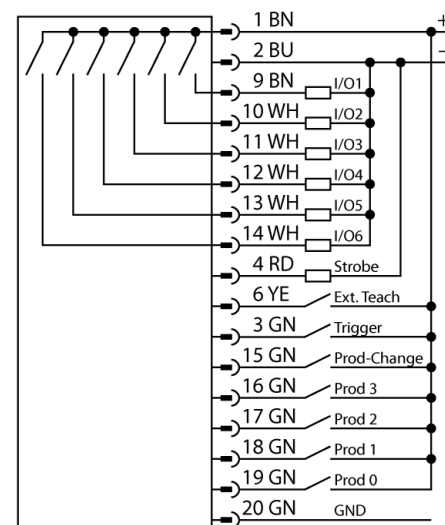 1 BN +
2 BU –
9 BN I/O1
10 WH I/O2
11 WH I/O3
12 WH I/O4
13 WH I/O5
14 WH I/O6
4 RD Strobe
6 YE Ext. Teach
3 GN Trigger
15 GN Prod-Change
16 GN Prod 3
17 GN Prod 2
18 GN Prod 1
19 GN Prod 0
20 GN GND